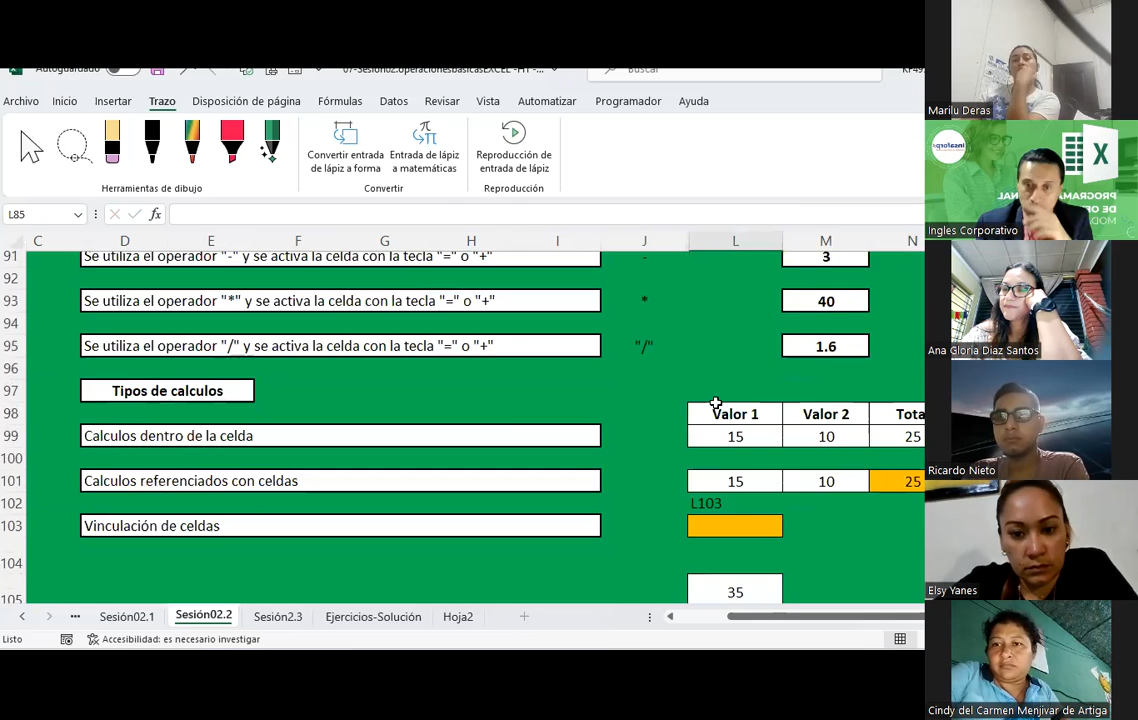 Autoguardado
07-Sesion02.operacionesbasicasEXCEL -HT -...
Buscar
Archivo Inicio Insertar Trazo Disposición de página Fórmulas Datos Revisar Vista Automatizar Programador Ayuda
Convertir entrada de lápiz a forma
Entrada de lápiz a matemáticas
Reproducción de entrada de lápiz
Herramientas de dibujo Convertir Reproducción
L85
fx
C D E F G H I J L M N
91 Se utiliza el operador "-" y se activa la celda con la tecla "=" o "+" - 3
92
93 Se utiliza el operador "*" y se activa la celda con la tecla "=" o "+" * 40
94
95 Se utiliza el operador "/" y se activa la celda con la tecla "=" o "+" "/" 1.6
96
97 Tipos de calculos
98 Valor 1 Valor 2 Tota
99 Calculos dentro de la celda 15 10 25
100
101 Calculos referenciados con celdas 15 10 25
102 L103
103 Vinculación de celdas
104
105 35
Sesión02.1 Sesión02.2 Sesión2.3 Ejercicios-Solución Hoja2
Listo Accesibilidad: es necesario investigar
Marilu Deras
insaforp
PROGRAMA
NAL
DE
Ingles Corporativo
Ana Gloria Diaz Santos
Ricardo Nieto
Elsy Yanes
Cindy del Carmen Menjivar de Artiga